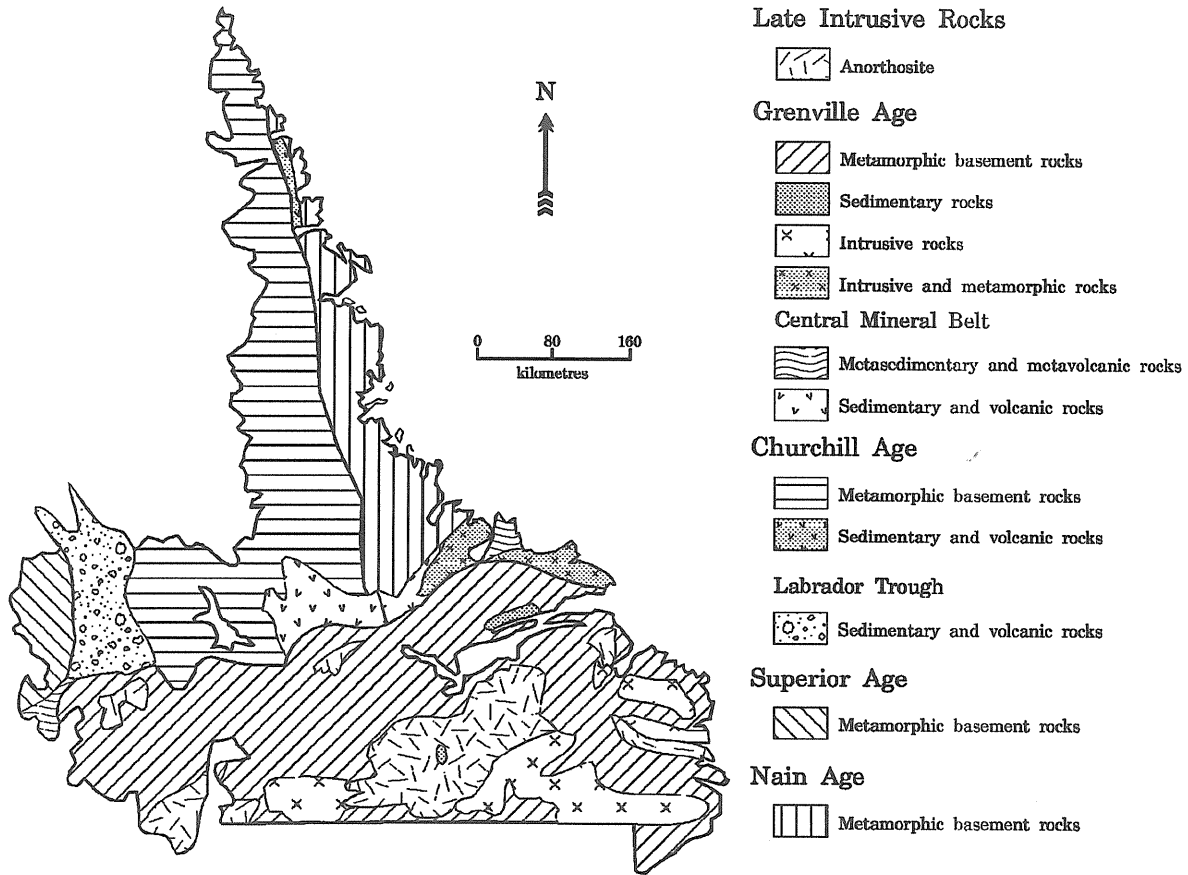 Late Intrusive Rocks
Anorthosite
N
Grenville Age
Metamorphic basement rocks
Sedimentary rocks
Intrusive rocks
Intrusive and metamorphic rocks
Central Mineral Belt
0 80 160
kilometres
Metasedimentary and metavolcanic rocks
Sedimentary and volcanic rocks
Churchill Age
Metamorphic basement rocks
Sedimentary and volcanic rocks
Labrador Trough
Sedimentary and volcanic rocks
Superior Age
Metamorphic basement rocks
Nain Age
Metamorphic basement rocks